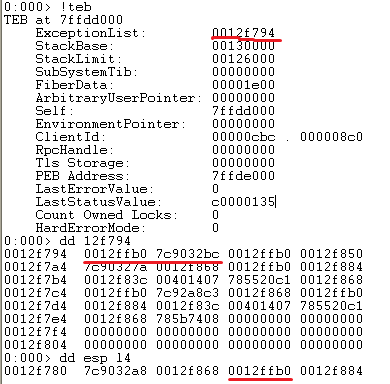 0:000> !teb
TEB at 7ffdd000
ExceptionList: 0012f794
StackBase: 00130000
StackLimit: 00126000
SubSystemTib: 00000000
FiberData: 00001e00
ArbitraryUserPointer: 00000000
Self: 7ffdd000
EnvironmentPointer: 00000000
ClientId: 00000cbc . 000008c0
RpcHandle: 00000000
Tls Storage: 00000000
PEB Address: 7ffde000
LastErrorValue: 0
LastStatusValue: c0000135
Count Owned Locks: 0
HardErrorMode: 0
0:000> dd 12f794
0012f794 0012ffb0 7c9032bc 0012ffb0 0012f850
0012f7a4 7c90327a 0012f868 0012ffb0 0012f884
0012f7b4 0012f83c 00401407 785520c1 0012f868
0012f7c4 0012ffb0 7c92a8c3 0012f868 0012ffb0
0012f7d4 0012f884 0012f83c 00401407 785520c1
0012f7e4 0012f868 785b7408 00000000 00000000
0012f7f4 00000000 00000000 00000000 00000000
0012f804 00000000 00000000 00000000 00000000
0:000> dd esp l4
0012f780 7c9032a8 0012f868 0012ffb0 0012f884